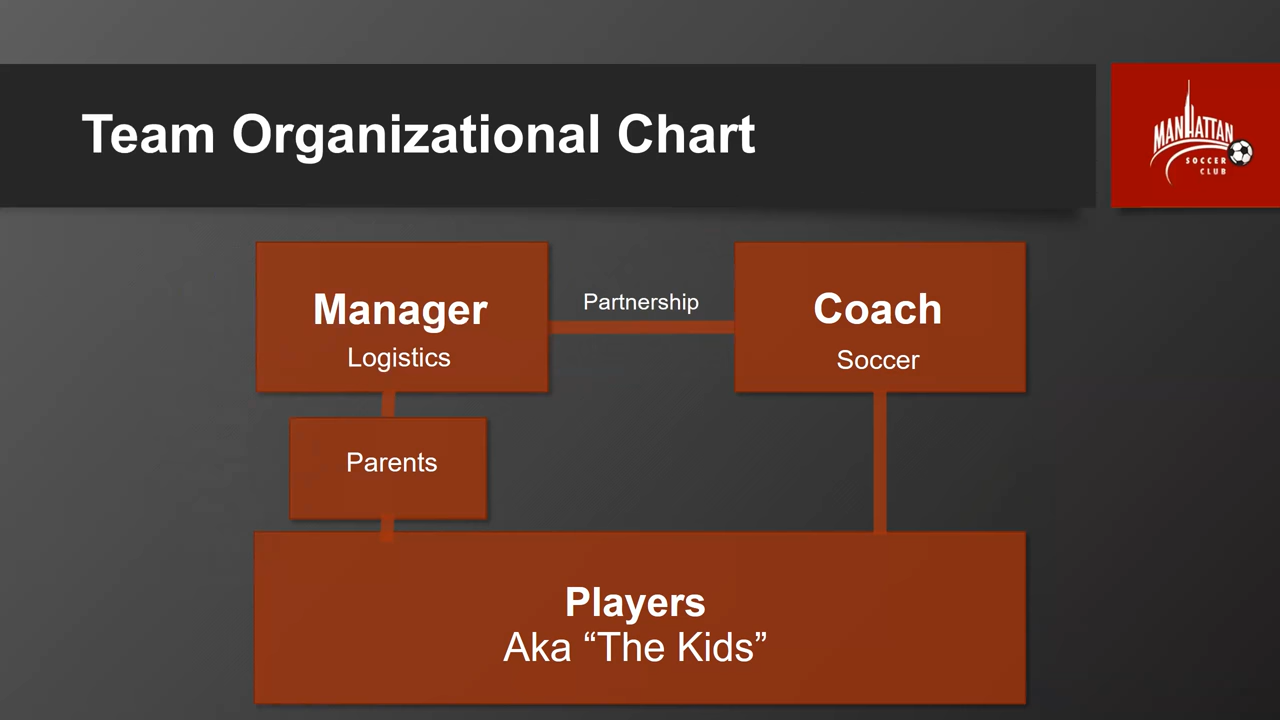 Team Organizational Chart
MANHATTAN
SOCCER
CLUB
Manager
Logistics
Partnership
Coach
Soccer
Parents
Players
Aka “The Kids”